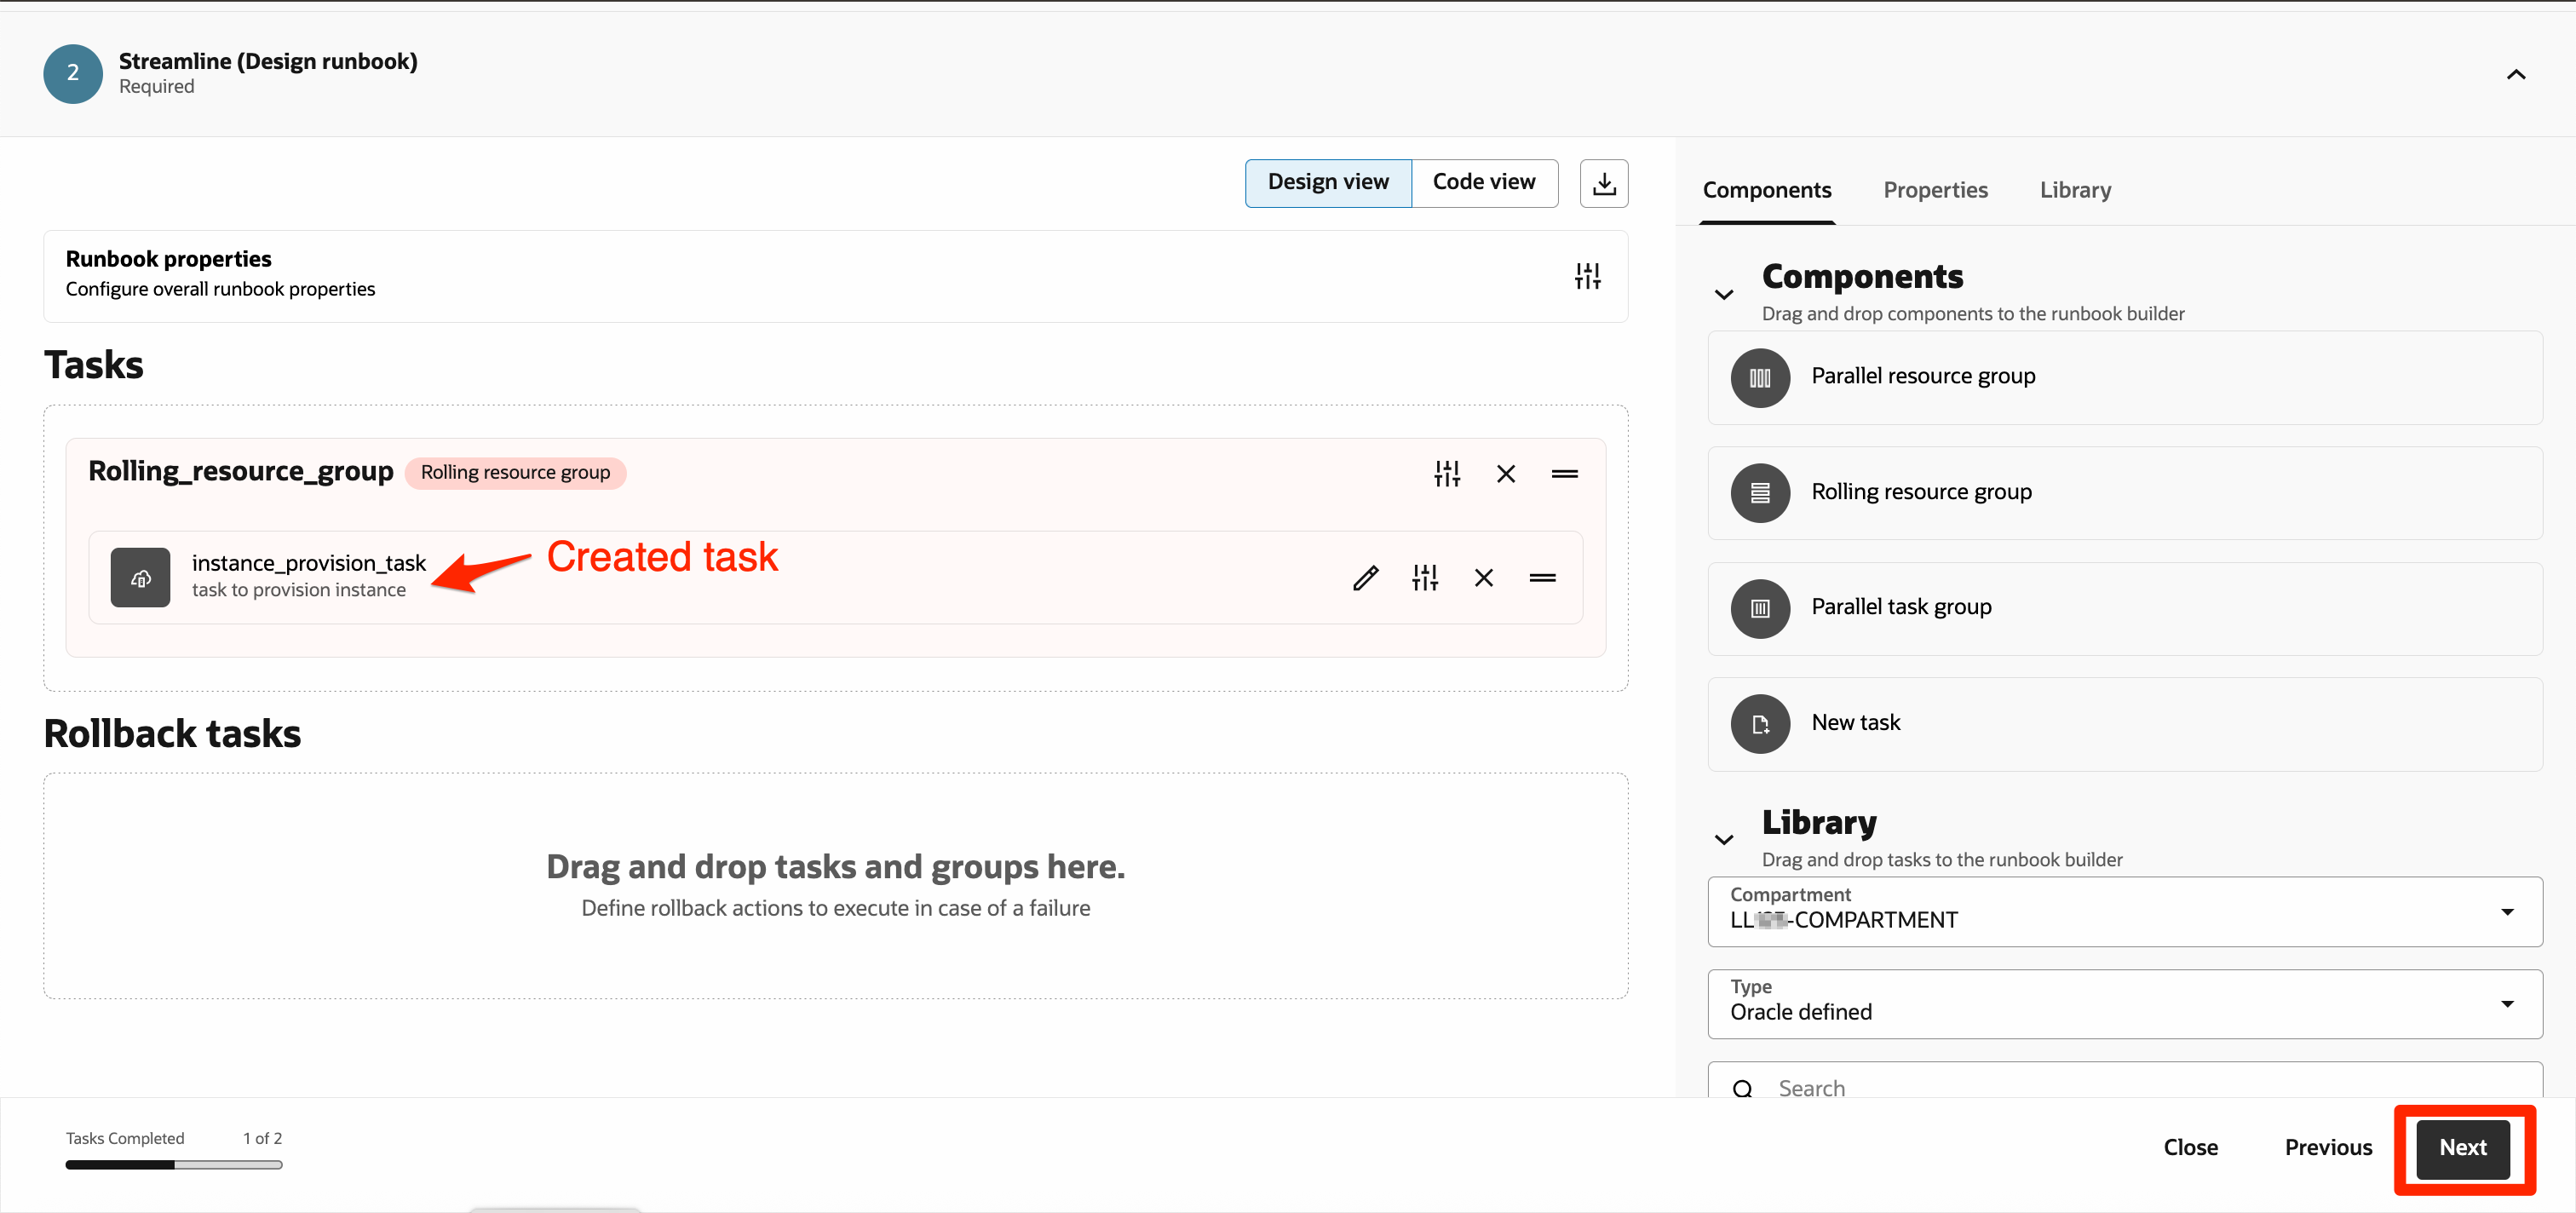 2
Streamline (Design runbook)
Required
Design view
Code view
Components
Properties
Library
Runbook properties
Configure overall runbook properties
Components
Drag and drop components to the runbook builder
Parallel resource group
Tasks
Rolling_resource_group
Rolling resource group
Rolling resource group
instance_provision_task
task to provision instance
Created task
Parallel task group
New task
Rollback tasks
Drag and drop tasks and groups here.
Define rollback actions to execute in case of a failure
Library
Drag and drop tasks to the runbook builder
Compartment
-COMPARTMENT
Type
Oracle defined
Search
Tasks Completed
1 of 2
Close
Previous
Next